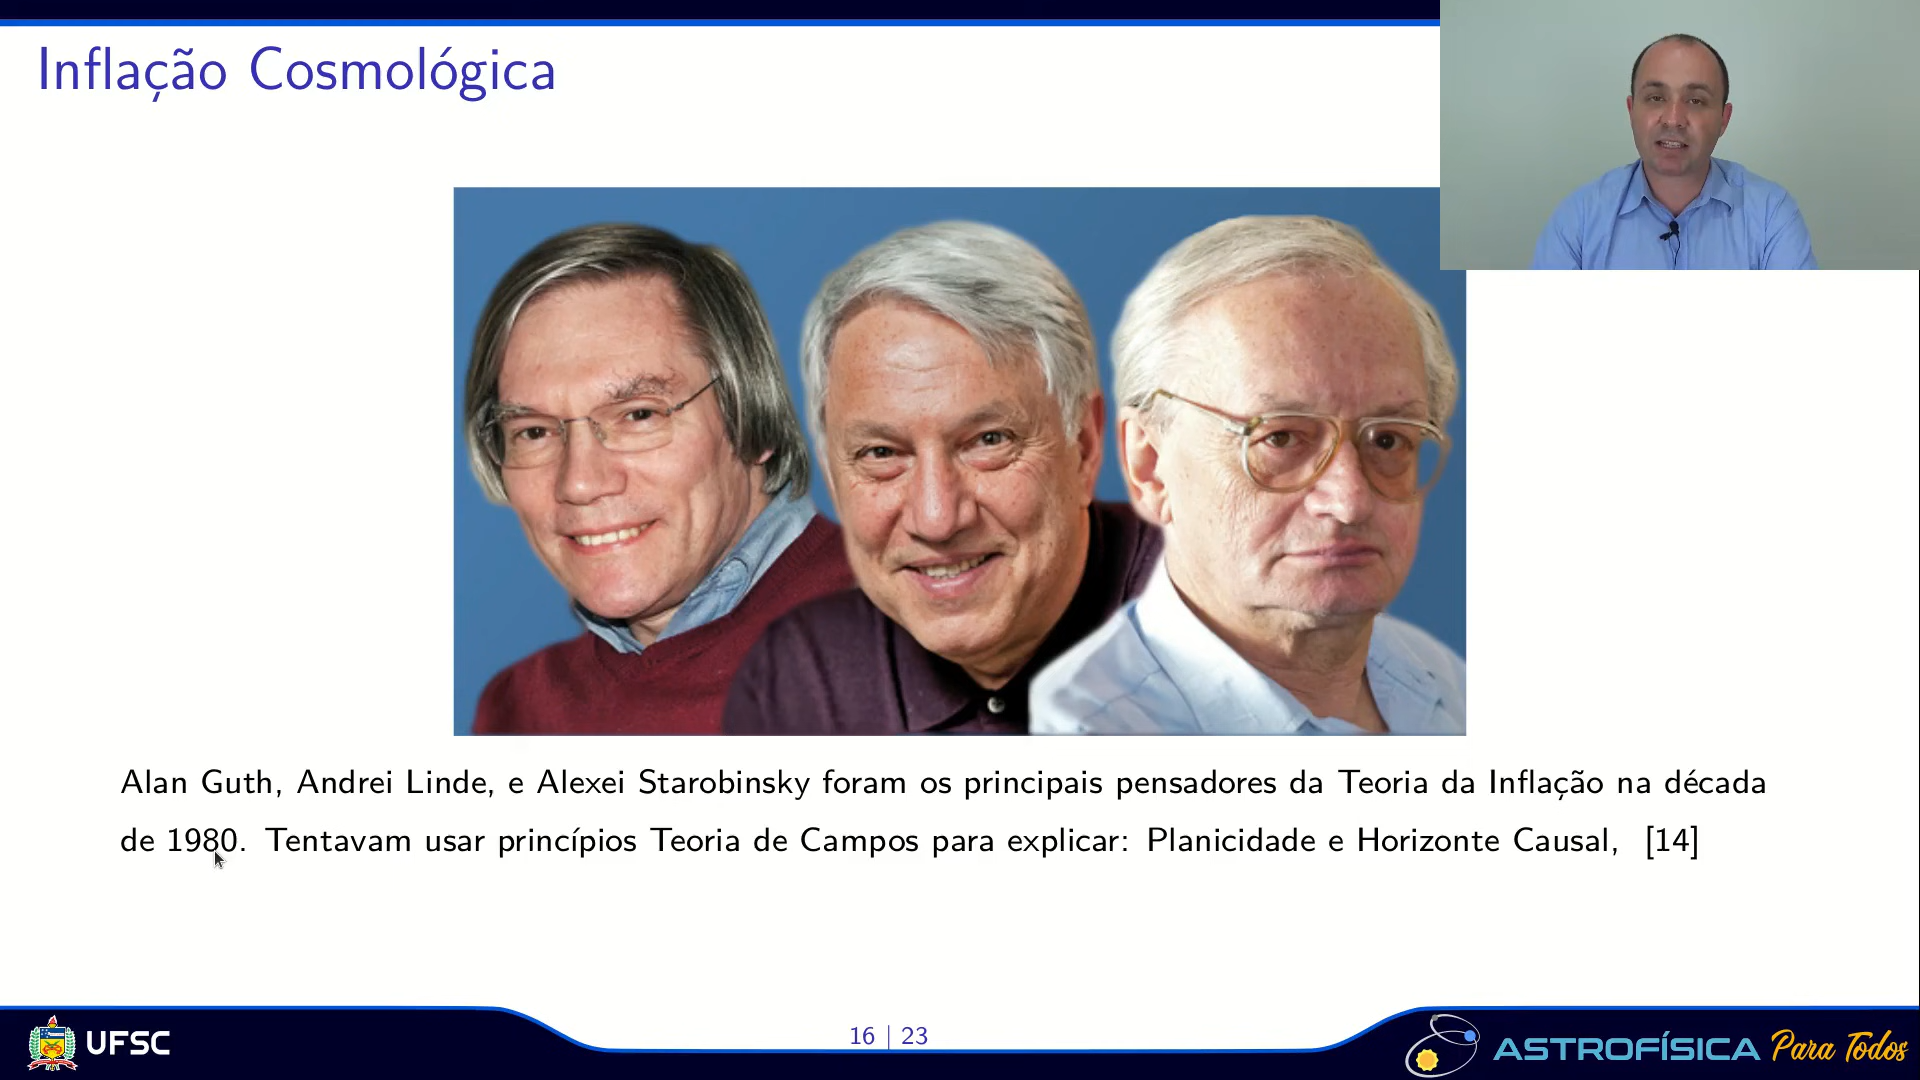 Inflação Cosmológica
Alan Guth, Andrei Linde, e Alexei Starobinsky foram os principais pensadores da Teoria da Inflação na década
de 1980. Tentavam usar princípios Teoria de Campos para explicar: Planicidade e Horizonte Causal, [14]
UFSC
16 | 23
ASTROFÍSICA Para Todos